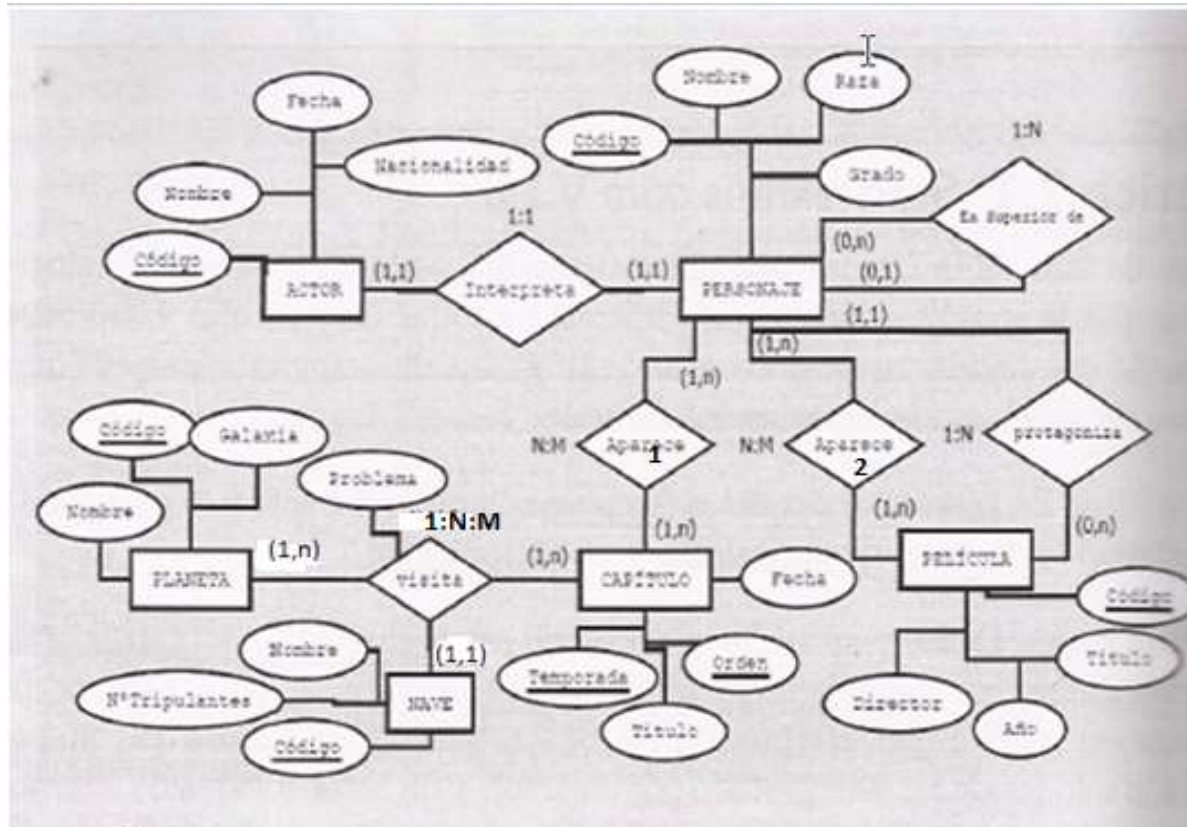 Nombre
Raza
Fecha
Código
1:N
Nacionalidad
Grado
Nombre
1:1
Es Superior de
Código
(0,n)
(1,1)
(1,1)
(0,1)
ACTOR
Interpreta
PERSONAJE
(1,1)
(1,n)
(1,n)
Código
Galaxia
N:M
Aparece
1
N:M
Aparece
2
1:N
protagoniza
Problema
Nombre
1:N:M
(1,n)
(1,n)
(1,n)
(1,n)
(0,n)
PLANETA
visita
CAPÍTULO
Fecha
PELÍCULA
Código
Nombre
(1,1)
Temporada
Orden
Título
NºTripulantes
NAVE
Director
Código
Título
Año